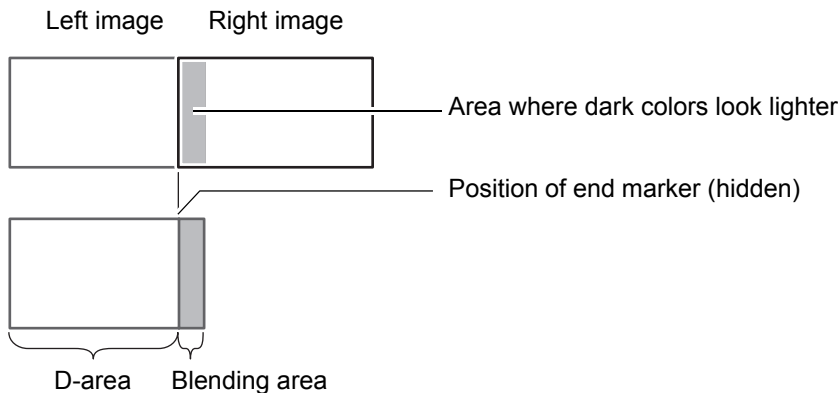 Left image
Right image
Area where dark colors look lighter
Position of end marker (hidden)
D-area
Blending area